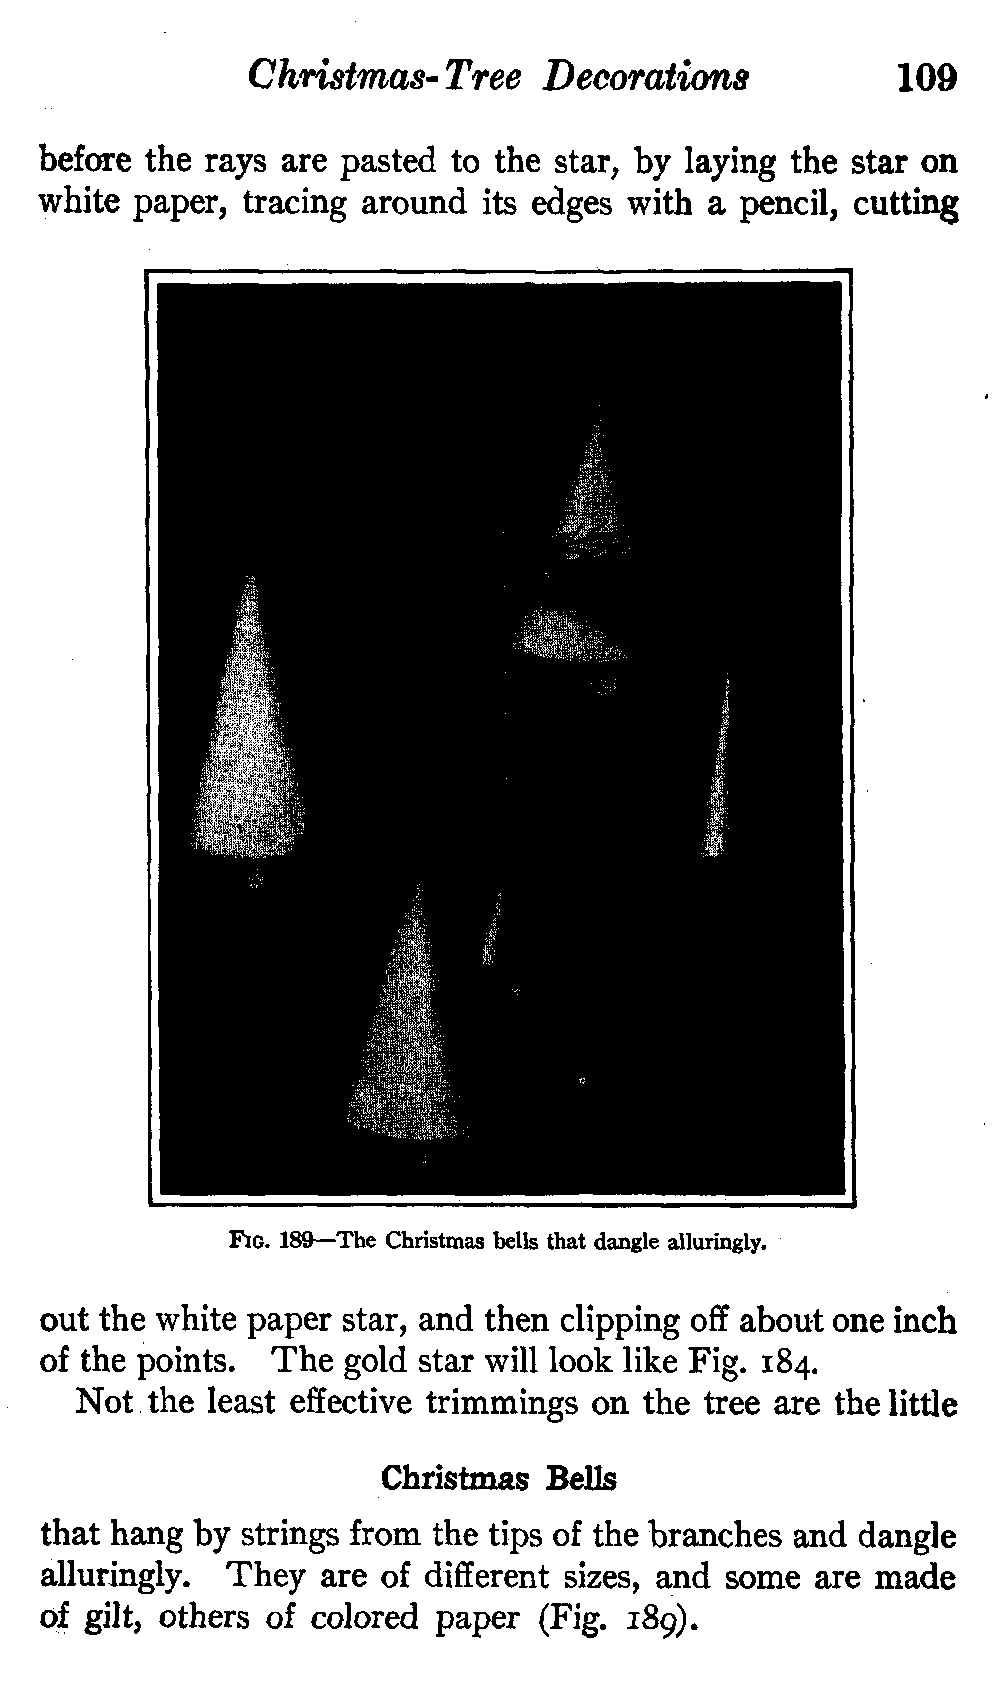 Christmas-Tree Decorations 109
before the rays are pasted to the star, by laying the star on
white paper, tracing around its edges with a pencil, cutting
FIG. 189—The Christmas bells that dangle alluringly.
out the white paper star, and then clipping off about one inch
of the points. The gold star will look like Fig. 184.
Not the least effective trimmings on the tree are the little
Christmas Bells
that hang by strings from the tips of the branches and dangle
alluringly. They are of different sizes, and some are made
of gilt, others of colored paper (Fig. 189).